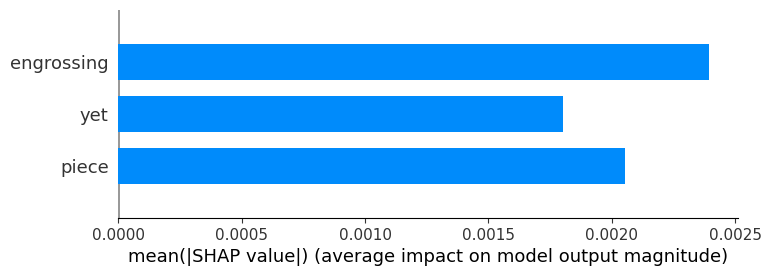 engrossing
yet
piece
0.0000 0.0005 0.0010 0.0015 0.0020 0.0025
mean(|SHAP value|) (average impact on model output magnitude)